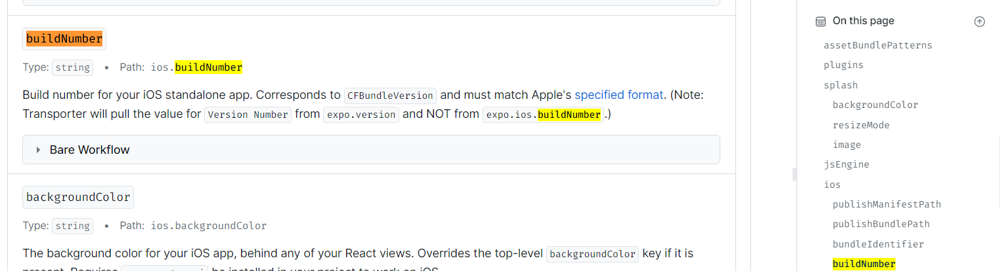 buildNumber
Type: string • Path: ios.buildNumber
Build number for your iOS standalone app. Corresponds to CFBundleVersion and must match Apple's specified format. (Note:
Transporter will pull the value for Version Number from expo.version and NOT from expo.ios.buildNumber.)
Bare Workflow
backgroundColor
Type: string • Path: ios.backgroundColor
The background color for your iOS app, behind any of your React views. Overrides the top-level backgroundColor key if it is
present. Requires be installed in your project to work on iOS.
On this page
assetBundlePatterns
plugins
splash
backgroundColor
resizeMode
image
jsEngine
ios
publishManifestPath
publishBundlePath
bundleIdentifier
buildNumber